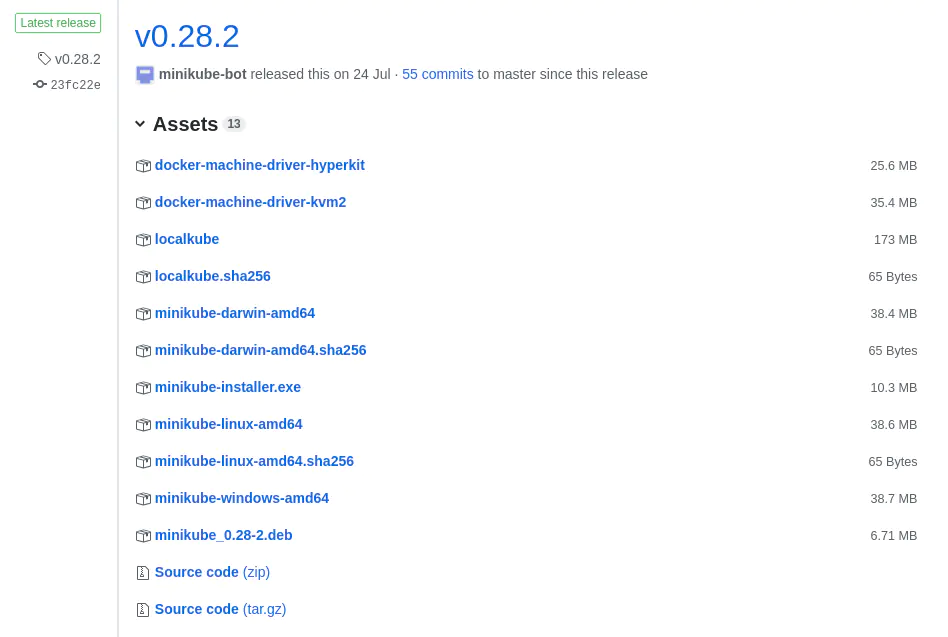 Latest release
v0.28.2
23fc22e
v0.28.2
minikube-bot released this on 24 Jul · 55 commits to master since this release
Assets 13
docker-machine-driver-hyperkit 25.6 MB
docker-machine-driver-kvm2 35.4 MB
localkube 173 MB
localkube.sha256 65 Bytes
minikube-darwin-amd64 38.4 MB
minikube-darwin-amd64.sha256 65 Bytes
minikube-installer.exe 10.3 MB
minikube-linux-amd64 38.6 MB
minikube-linux-amd64.sha256 65 Bytes
minikube-windows-amd64 38.7 MB
minikube_0.28-2.deb 6.71 MB
Source code (zip)
Source code (tar.gz)